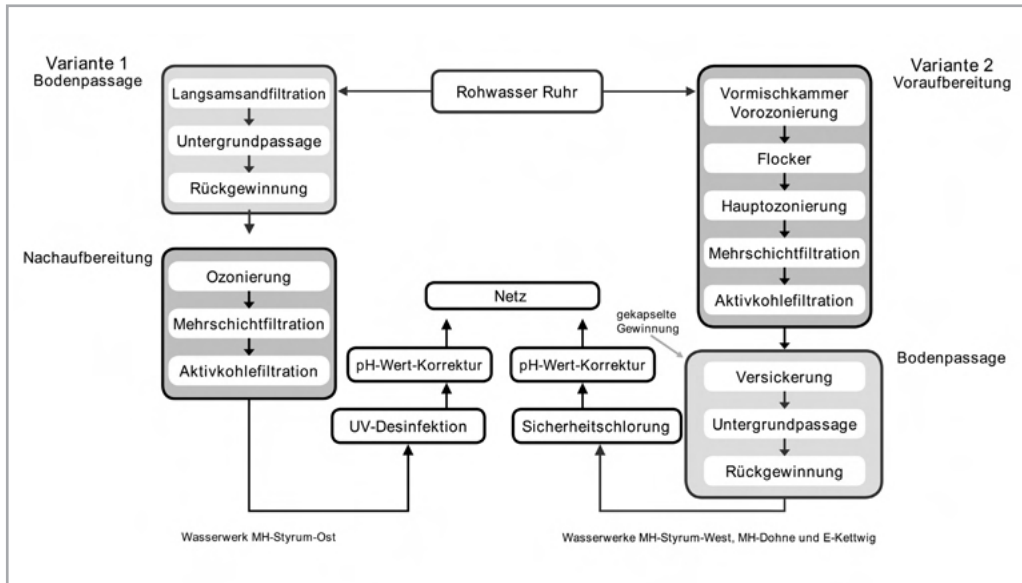 Variante 1
Bodenpassage
Langsamsandfiltration
Untergrundpassage
Rückgewinnung
Nachaufbereitung
Ozonierung
Mehrschichtfiltration
Aktivkohlefiltration
Rohwasser Ruhr
Variante 2
Voraufbereitung
Vormischkammer
Vorozonierung
Flocker
Hauptozonierung
Mehrschichtfiltration
Aktivkohlefiltration
gekapselte
Gewinnung
Bodenpassage
Versickerung
Untergrundpassage
Rückgewinnung
Netz
pH-Wert-Korrektur
pH-Wert-Korrektur
UV-Desinfektion
Sicherheitschlorung
Wasserwerk MH-Styrum-Ost
Wasserwerke MH-Styrum-West, MH-Dohne und E-Kettwig